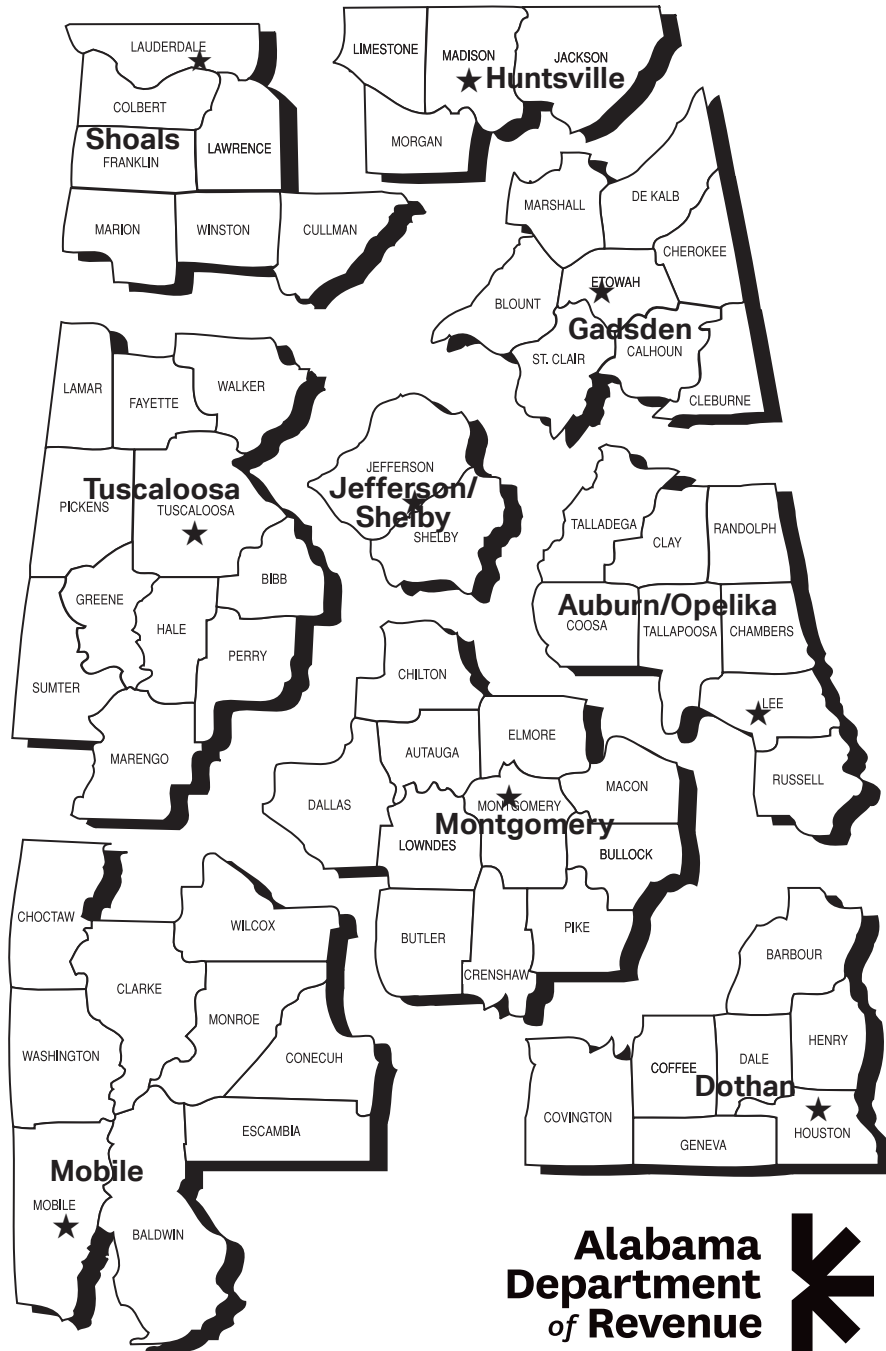 LAUDERDALE
COLBERT
Shoals
FRANKLIN
LAWRENCE
MARION
WINSTON
CULLMAN
LIMESTONE
MADISON
JACKSON
Huntsville
MORGAN
MARSHALL
DE KALB
CHEROKEE
ETOWAH
BLOUNT
Gadsden
ST. CLAIR
CALHOUN
CLEBURNE
LAMAR
FAYETTE
WALKER
Tuscaloosa
PICKENS
TUSCALOOSA
BIBB
GREENE
HALE
PERRY
SUMTER
MARENGO
JEFFERSON
Jefferson/
Shelby
SHELBY
TALLADEGA
CLAY
RANDOLPH
Auburn/Opelika
COOSA
TALLAPOOSA
CHAMBERS
LEE
RUSSELL
CHILTON
AUTAUGA
ELMORE
DALLAS
MONTGOMERY
MACON
Montgomery
LOWNDES
BULLOCK
BUTLER
CRENSHAW
PIKE
CHOCTAW
WILCOX
CLARKE
MONROE
WASHINGTON
CONECUH
ESCAMBIA
Mobile
MOBILE
BALDWIN
BARBOUR
HENRY
COFFEE
DALE
Dothan
COVINGTON
GENEVA
HOUSTON
Alabama
Department
of Revenue